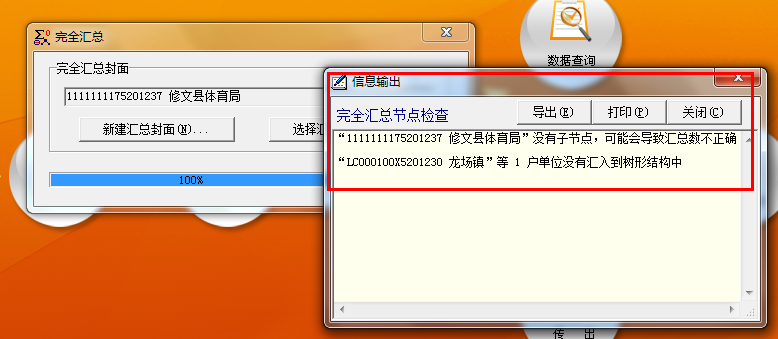 完全汇总
数据查询
完全汇总封面
1111111175201237 修文县体育局
新建汇总封面(N)...
选择汇
100%
信息输出
完全汇总节点检查
导出(E)
打印(P)
关闭(C)
“1111111175201237 修文县体育局”没有子节点，可能会导致汇总数不正确
“LC000100X5201230 龙场镇”等 1 户单位没有汇入到树形结构中
传 出